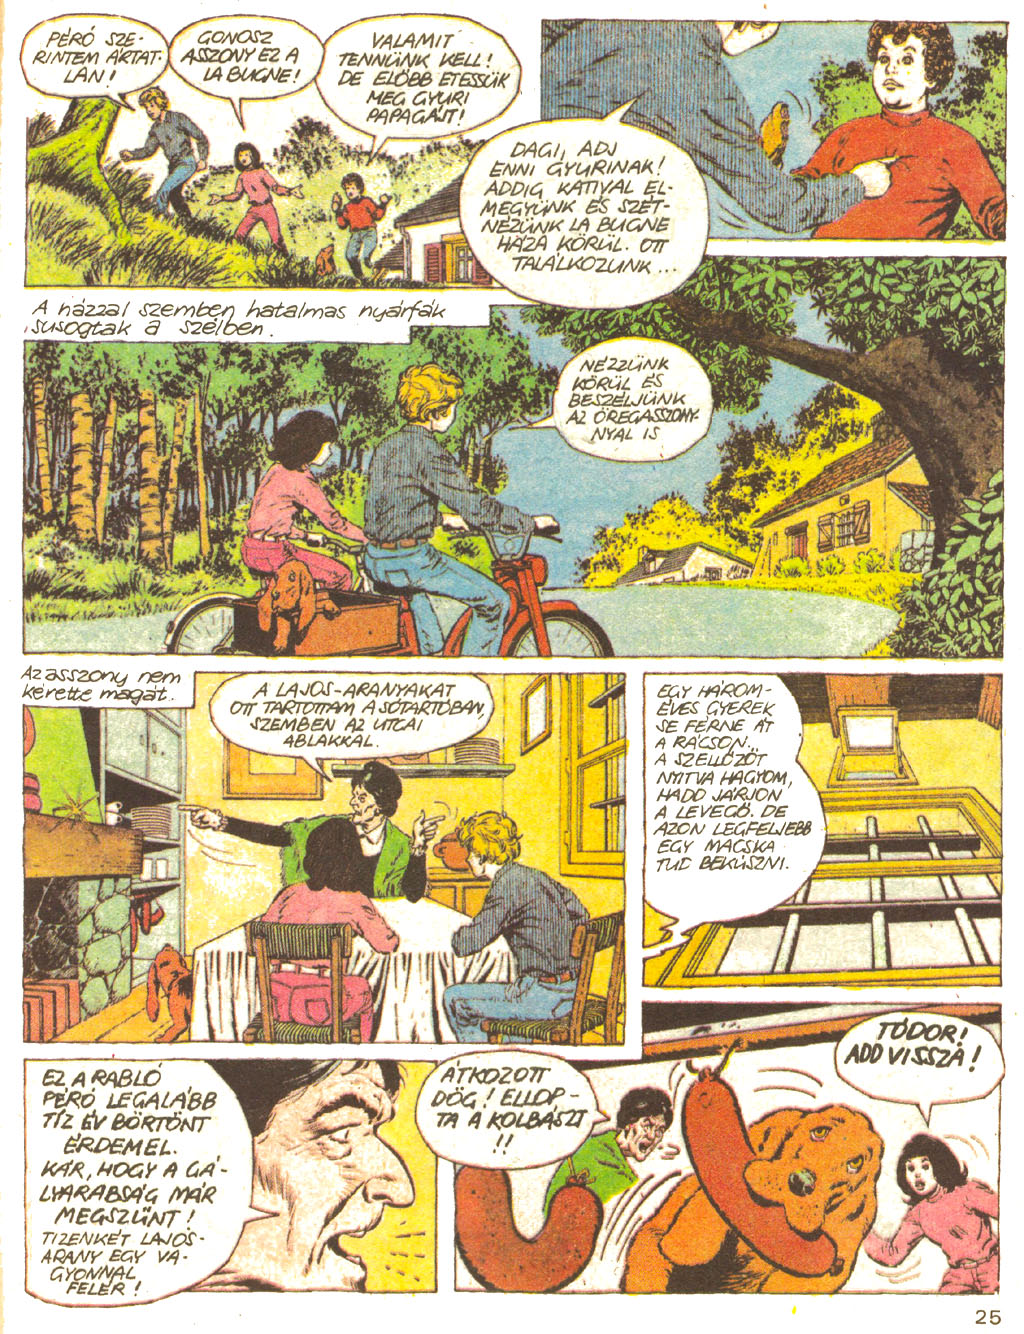 PÉRÓ SZE-
RINTEM ÁRTAT-
LAN!
GONOSZ
ASSZONY EZ A
LA BUGNE!
VALAMIT
TENNÜNK KELL!
DE ELŐBB ETESSÜK
MEG GYURI
PAPAGÁJT!
DAGI, ADJ
ENNI GYURINAK!
ADDIG KATIVAL EL-
MEGYÜNK ÉS SZÉT-
NÉZÜNK LA BUGNE
HÁZA KÖRÜL. OTT
TALÁLKOZUNK...
A házzal szemben hatalmas nyárfák
susogtak a szélben.
NÉZZÜNK
KÖRÜL ÉS
BESZÉLJÜNK
AZ ÖREGASSZONY-
NYAL IS
Az asszony nem
kérette magát.
A LAJOS-ARANYAKAT
OTT TARTOTTAM A SÓTARTÓBAN,
SZEMBEN AZ UTCAI
ABLAKKAL.
EGY HÁROM-
ÉVES GYEREK
SE FÉRNE ÁT
A RÁCSON...
A SZELLŐZŐT
NYITVA HAGYOM,
HADD JÁRJON
A LEVEGŐ. DE
AZON LEGFELJEBB
EGY MACSKA
TUD BEKÚSZNI.
EZ A RABLÓ
PÉRÓ LEGALÁBB
TÍZ ÉV BÖRTÖNT
ÉRDEMEL.
KÁR, HOGY A GÁ-
LYARABSÁG MÁR
MEGSZŰNT!
TIZENKÉT LAJOS-
ARANY EGY VA-
GYONNAL
FELÉR!
ÁTKOZOTT
DÖG! ELLOP-
TA A KOLBÁSZT
!!
TÓDOR!
ADD VISSZA!
25